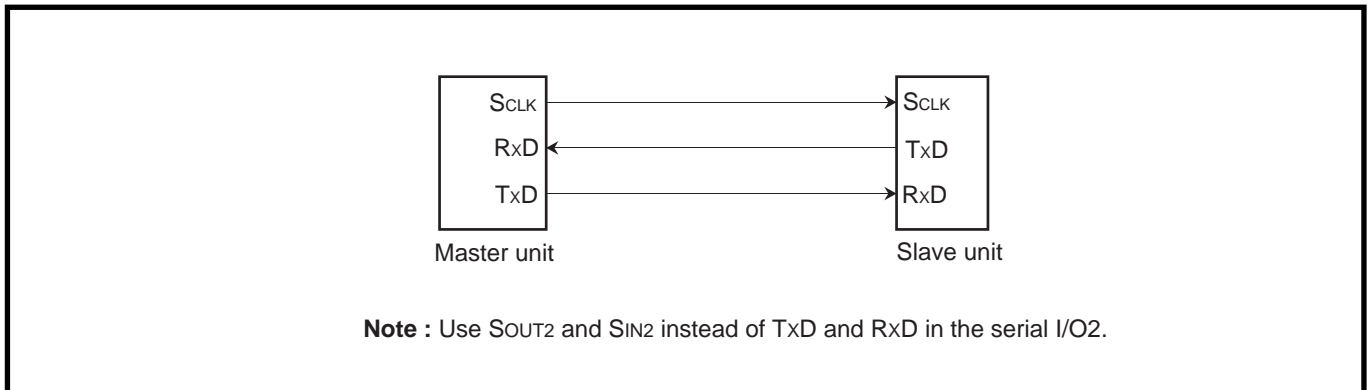 SCLK SCLK
RxD TxD
TxD RxD
Master unit Slave unit
Note : Use SOUT2 and SIN2 instead of TxD and RxD in the serial I/O2.